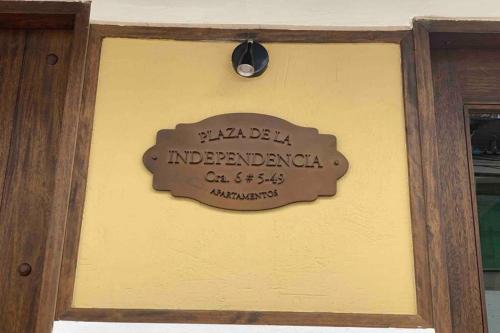 PLAZA DE LA
INDEPENDENCIA
Cra. 6 # 5-49
APARTAMENTOS